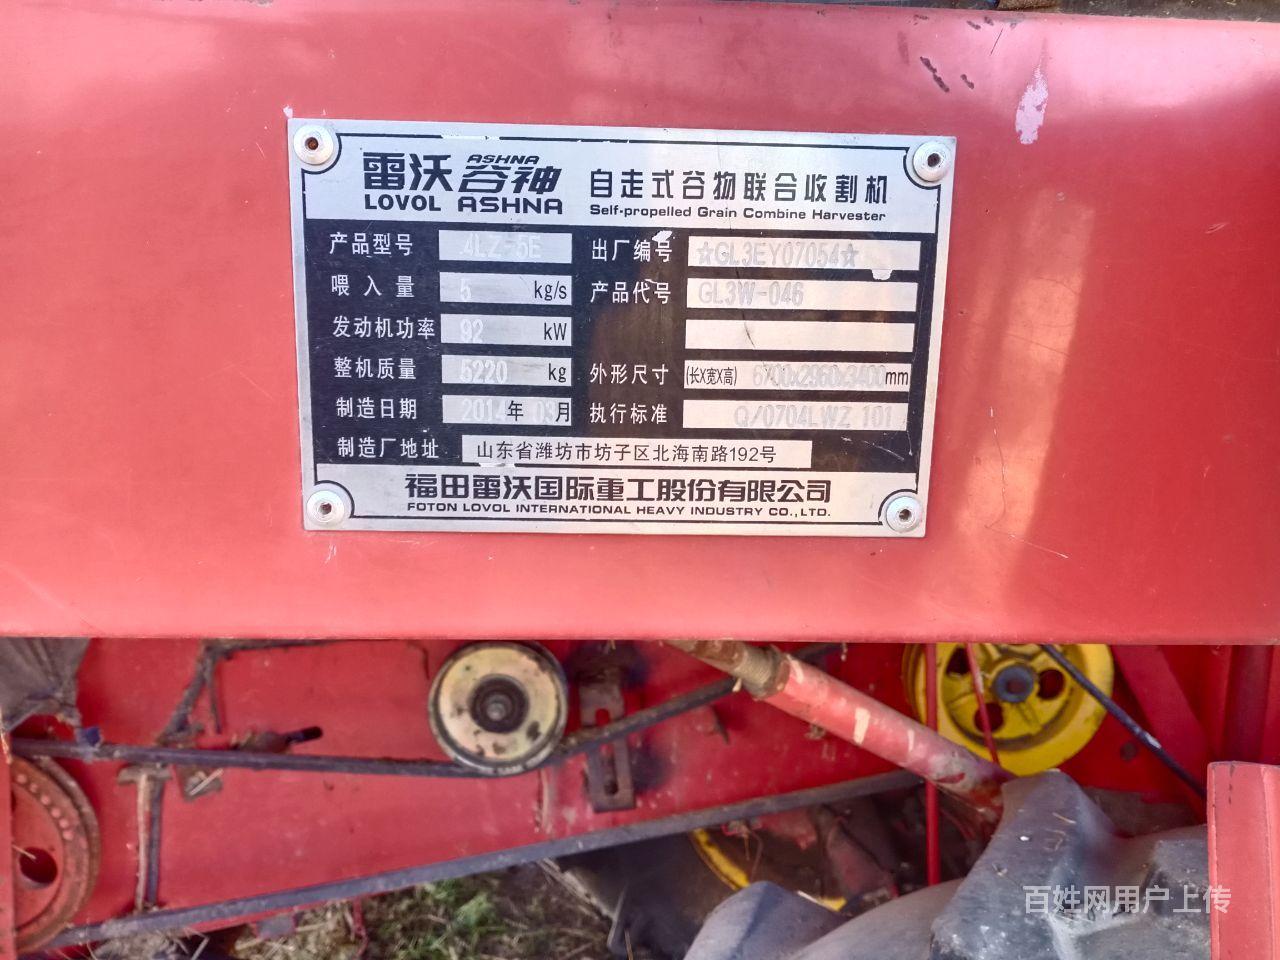 雷沃 ASHNA 谷神
LOVOL ASHNA
自走式谷物联合收割机
Self-propelled Grain Combine Harvester
产品型号 4LZ-5E 出厂编号 ☆GL3EY07054☆
喂入量 5 kg/s 产品代号 GL3W-046
发动机功率 92 kW
整机质量 5220 kg 外形尺寸 (长X宽X高) 6700x2960x3400mm
制造日期 2014年 03月 执行标准 Q/0704LWZ 101
制造厂地址 山东省潍坊市坊子区北海南路192号
福田雷沃国际重工股份有限公司
FOTON LOVOL INTERNATIONAL HEAVY INDUSTRY CO.,LTD.
百姓网用户上传